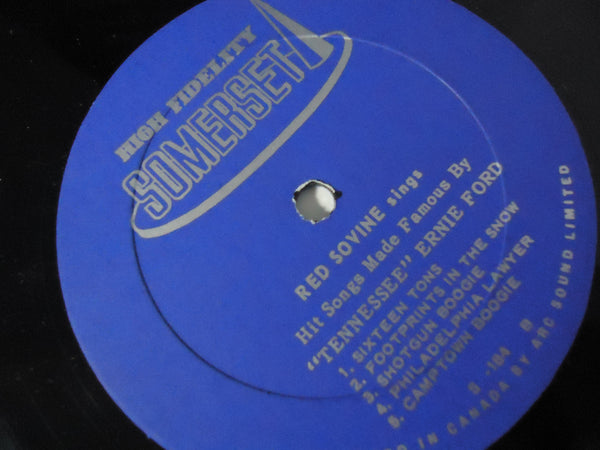 HIGH FIDELITY
SOMERSET
RED SOVINE sings
Hit Songs Made Famous By
"TENNESSEE" ERNIE FORD
1. SIXTEEN TONS
2. FOOTPRINTS IN THE SNOW
3. SHOTGUN BOOGIE
4. PHILADELPHIA LAWYER
5. CAMPTOWN BOOGIE
S -184 B
IN CANADA BY ARC SOUND LIMITED